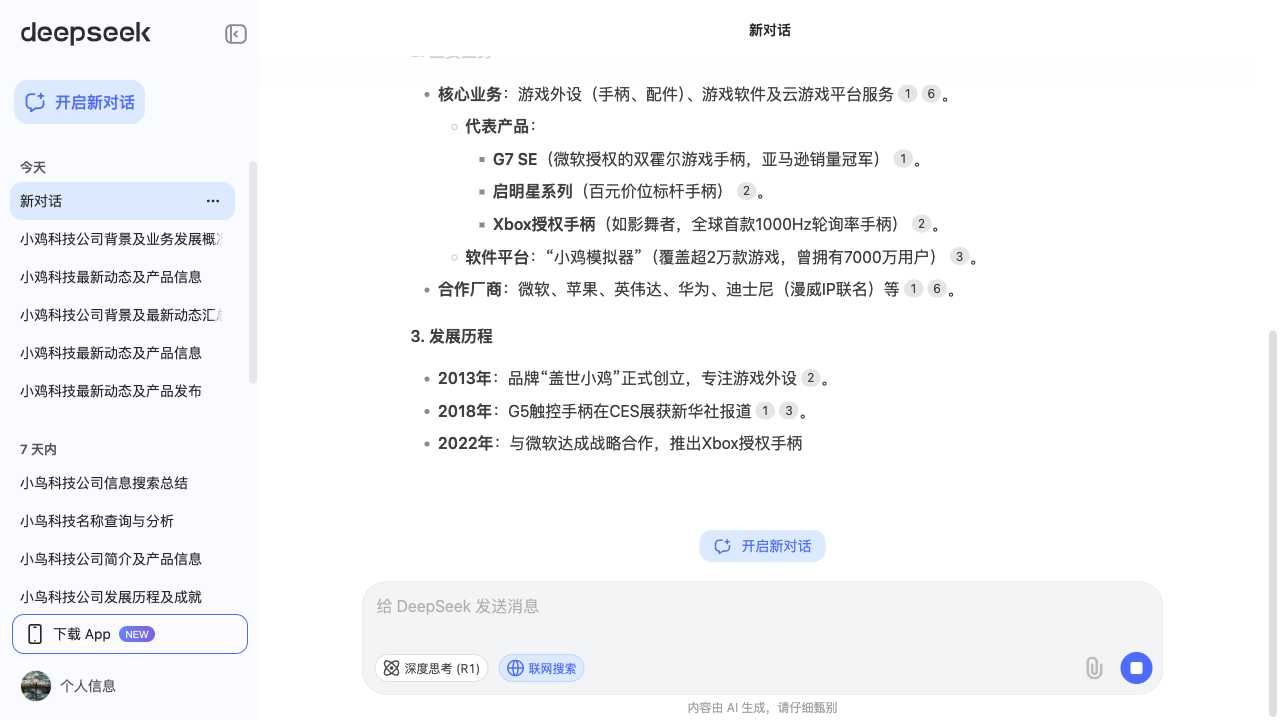 deepseek
开启新对话
今天
新对话
小鸡科技公司背景及业务发展概
小鸡科技最新动态及产品信息
小鸡科技公司背景及最新动态汇
小鸡科技最新动态及产品信息
小鸡科技最新动态及产品发布
7 天内
小鸟科技公司信息搜索总结
小鸟科技名称查询与分析
小鸟科技公司简介及产品信息
小鸟科技公司发展历程及成就
下载 App NEW
个人信息
新对话
核心业务：游戏外设（手柄、配件）、游戏软件及云游戏平台服务 1 6 。
代表产品：
G7 SE（微软授权的双霍尔游戏手柄，亚马逊销量冠军） 1 。
启明星系列（百元价位标杆手柄） 2 。
Xbox授权手柄（如影舞者，全球首款1000Hz轮询率手柄） 2 。
软件平台：“小鸡模拟器”（覆盖超2万款游戏，曾拥有7000万用户） 3 。
合作厂商：微软、苹果、英伟达、华为、迪士尼（漫威IP联名）等 1 6 。
3. 发展历程
2013年：品牌“盖世小鸡”正式创立，专注游戏外设 2 。
2018年：G5触控手柄在CES展获新华社报道 1 3 。
2022年：与微软达成战略合作，推出Xbox授权手柄
开启新对话
给 DeepSeek 发送消息
深度思考 (R1) 联网搜索
内容由 AI 生成，请仔细甄别